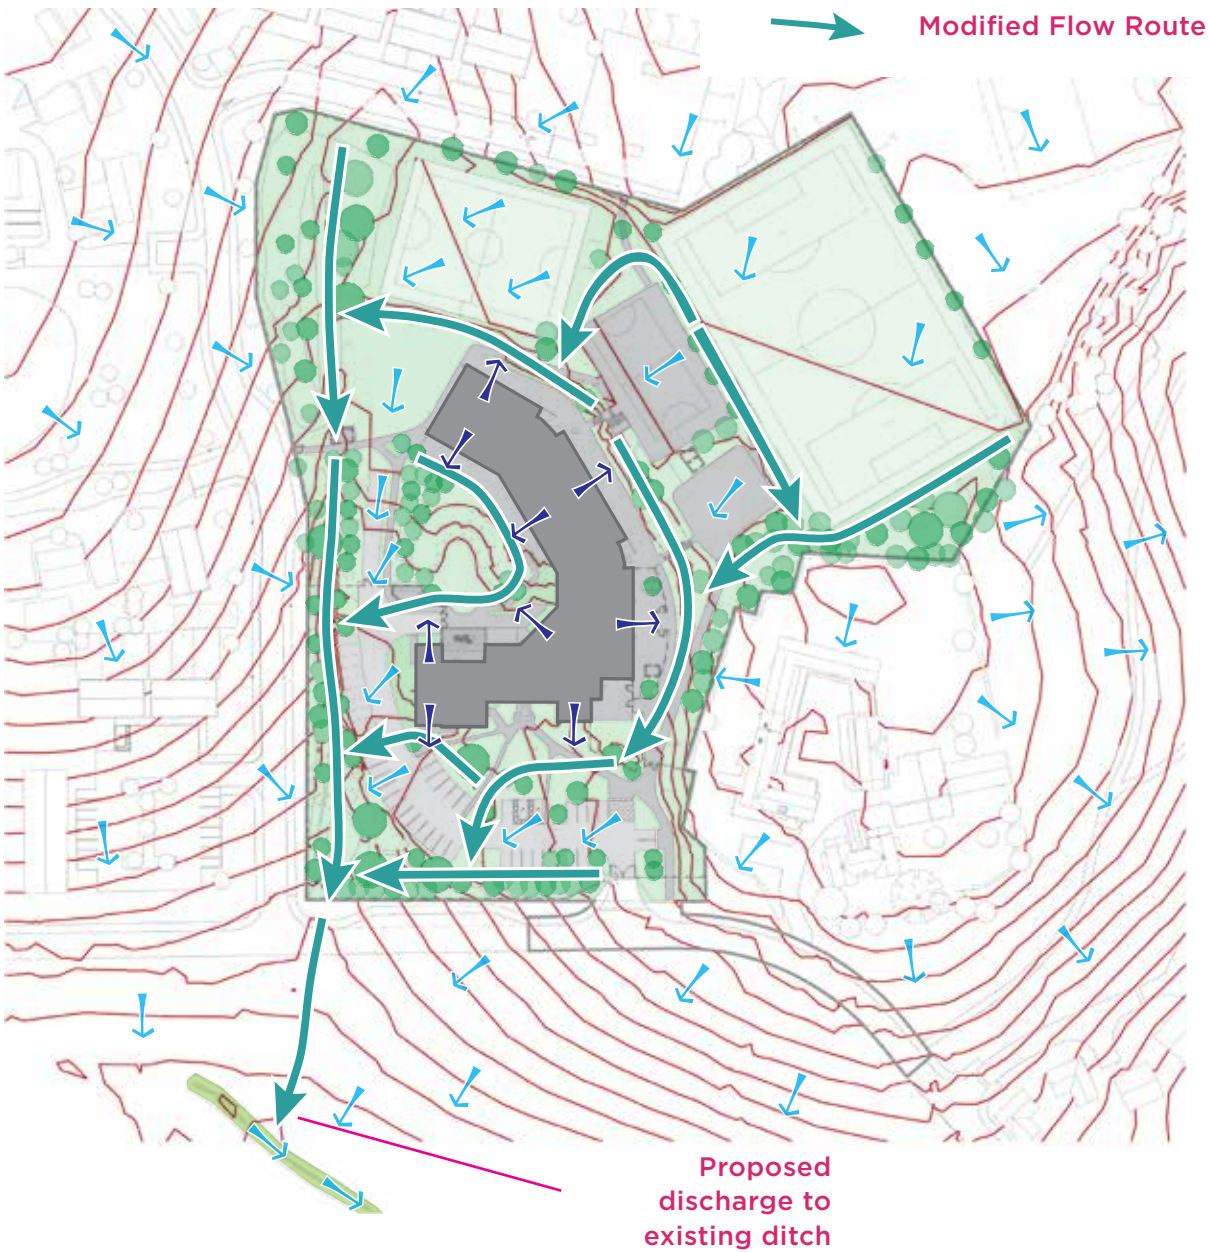 Modified Flow Route
Proposed
discharge to
existing ditch